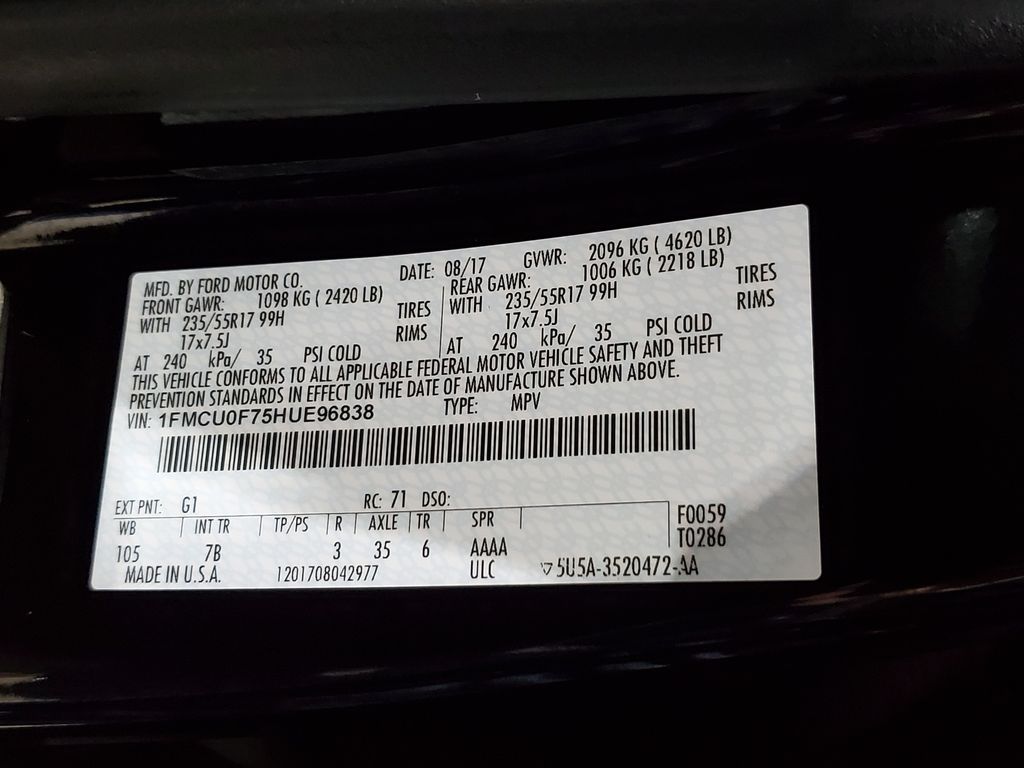 MFD. BY FORD MOTOR CO. DATE: 08/17 GVWR: 2096 KG ( 4620 LB)
FRONT GAWR: 1098 KG ( 2420 LB) REAR GAWR: 1006 KG ( 2218 LB)
WITH 235/55R17 99H TIRES WITH 235/55R17 99H TIRES
17x7.5J RIMS 17x7.5J RIMS
AT 240 kPa/ 35 PSI COLD AT 240 kPa/ 35 PSI COLD
THIS VEHICLE CONFORMS TO ALL APPLICABLE FEDERAL MOTOR VEHICLE SAFETY AND THEFT
PREVENTION STANDARDS IN EFFECT ON THE DATE OF MANUFACTURE SHOWN ABOVE.
VIN: 1FMCU0F75HUE96838 TYPE: MPV
EXT PNT: G1 RC: 71 DSO:
WB INT TR TP/PS R AXLE TR SPR F0059
T0286
105 7B 3 35 6 AAAA
MADE IN U.S.A. 1201708042977 ULC ▽5U5A-3520472-AA